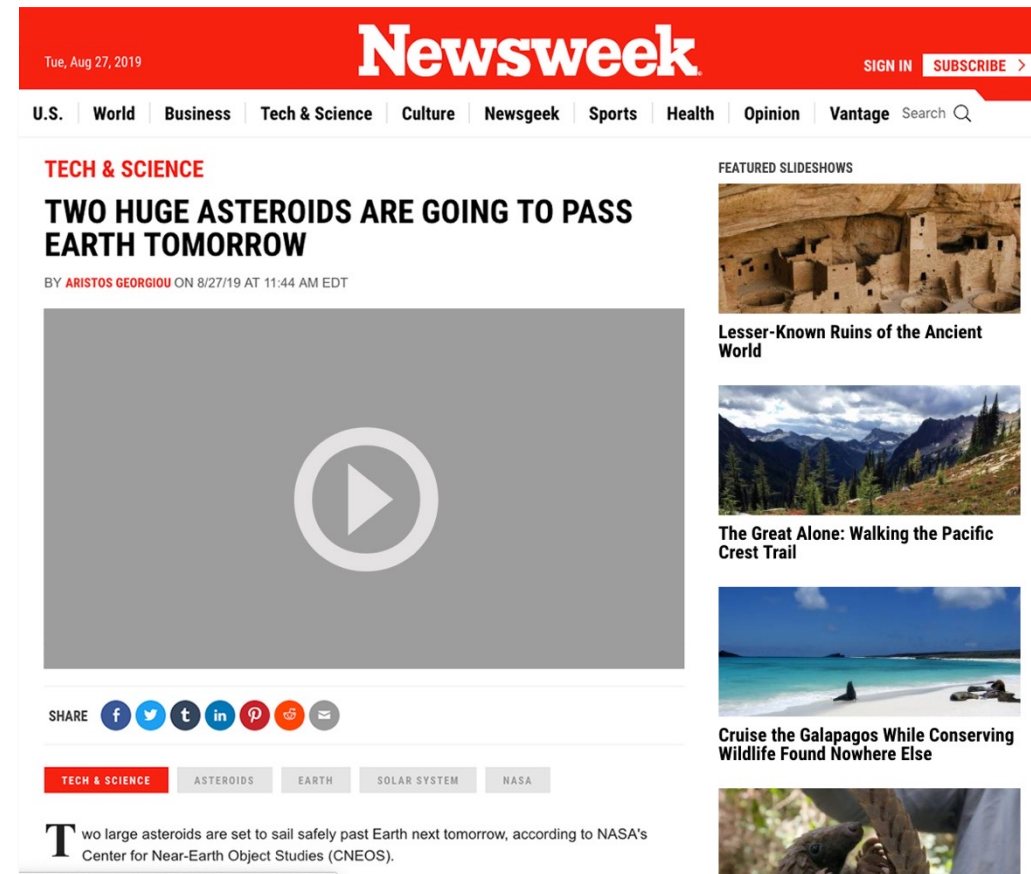 Tue, Aug 27, 2019
Newsweek
SIGN IN SUBSCRIBE >
U.S. World Business Tech & Science Culture Newsgeek Sports Health Opinion Vantage Search
TECH & SCIENCE
TWO HUGE ASTEROIDS ARE GOING TO PASS
EARTH TOMORROW
BY ARISTOS GEORGIOU ON 8/27/19 AT 11:44 AM EDT
SHARE
TECH & SCIENCE ASTEROIDS EARTH SOLAR SYSTEM NASA
Two large asteroids are set to sail safely past Earth next tomorrow, according to NASA's
Center for Near-Earth Object Studies (CNEOS).
FEATURED SLIDESHOWS
Lesser-Known Ruins of the Ancient
World
The Great Alone: Walking the Pacific
Crest Trail
Cruise the Galapagos While Conserving
Wildlife Found Nowhere Else